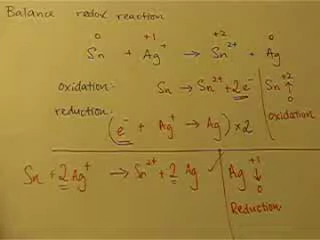 Balance redox reaction
0 +1 +2 0
Sn + Ag⁺ → Sn²⁺ + Ag
oxidation: Sn → Sn²⁺ + 2e⁻
reduction:
(e⁻ + Ag⁺ → Ag) × 2
Sn + 2Ag⁺ → Sn²⁺ + 2Ag ✓
Sn +2
↑
0
oxidation
Ag +1
↓
0
Reduction